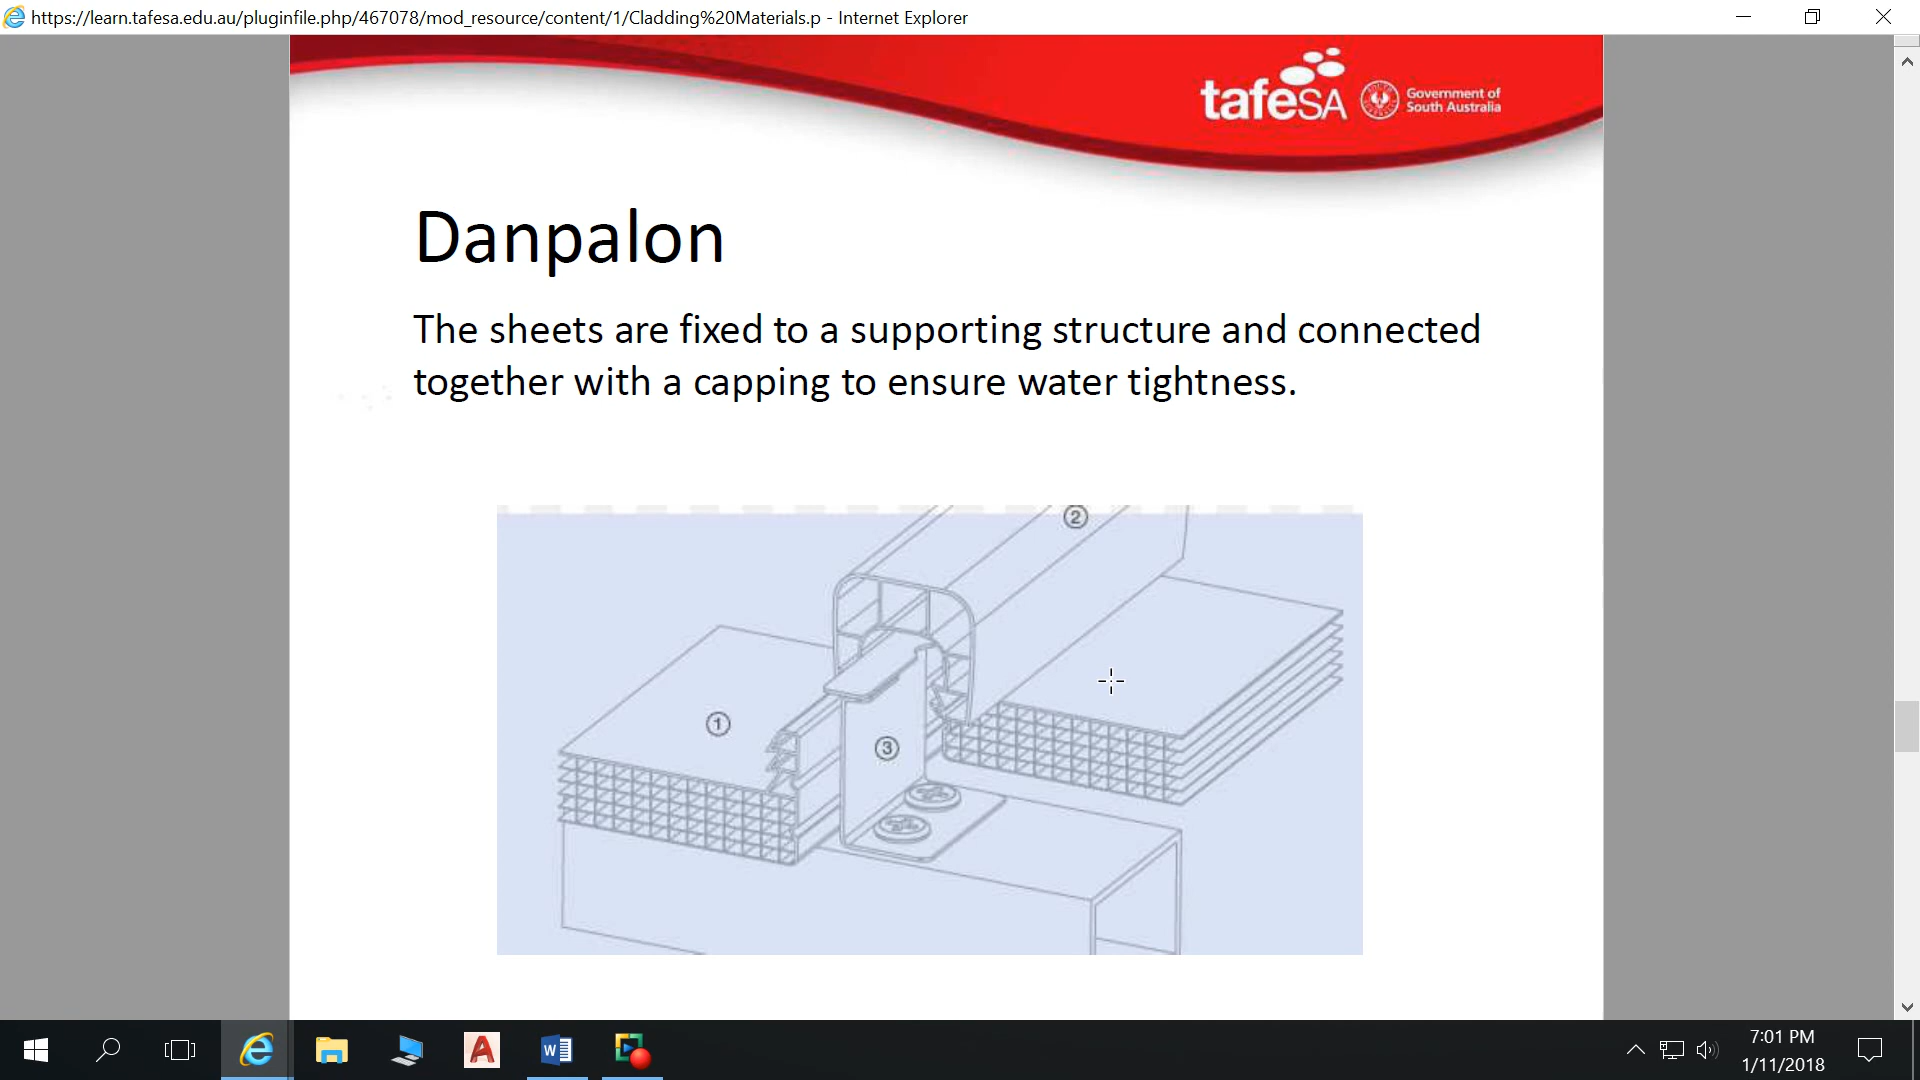 https://learn.tafesa.edu.au/pluginfile.php/467078/mod_resource/content/1/Cladding%20Materials.p - Internet Explorer
tafeSA
Government of
South Australia
Danpalon
The sheets are fixed to a supporting structure and connected
together with a capping to ensure water tightness.
2
1
3
7:01 PM
1/11/2018